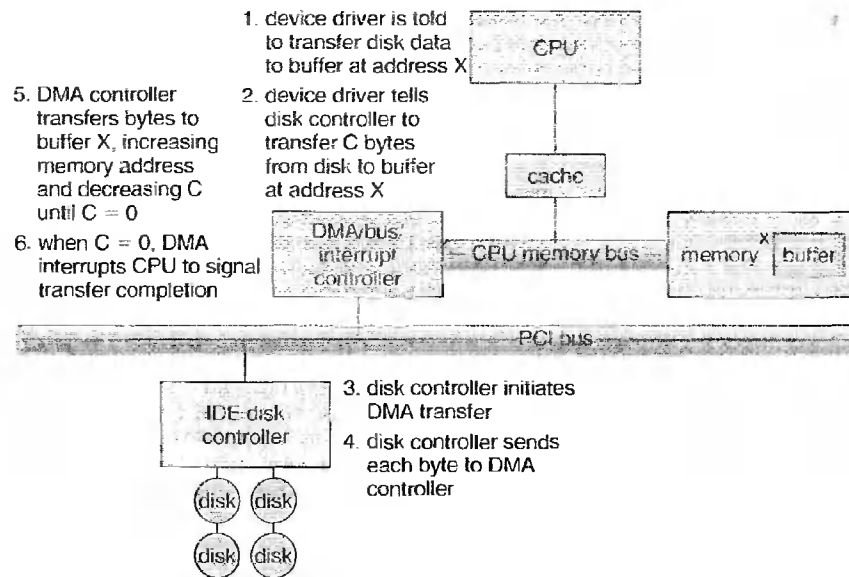 1. device driver is told
to transfer disk data
to buffer at address X
CPU
5. DMA controller
transfers bytes to
buffer X, increasing
memory address
and decreasing C
until C = 0
2. device driver tells
disk controller to
transfer C bytes
from disk to buffer
at address X
cache
6. when C = 0, DMA
interrupts CPU to signal
transfer completion
DMA/bus/
interrupt
controller
CPU memory bus
memory
x
buffer
PCI bus
IDE disk
controller
3. disk controller initiates
DMA transfer
4. disk controller sends
each byte to DMA
controller
disk
disk
disk
disk